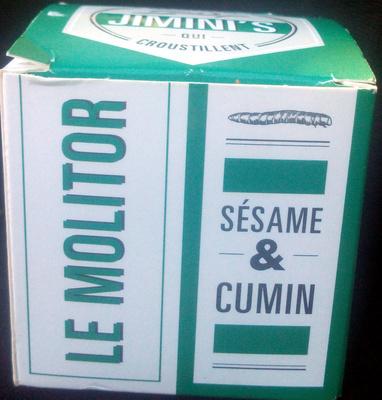 JIMINI'S
QUI
CROUSTILLENT
LE MOLITOR
SÉSAME
&
CUMIN